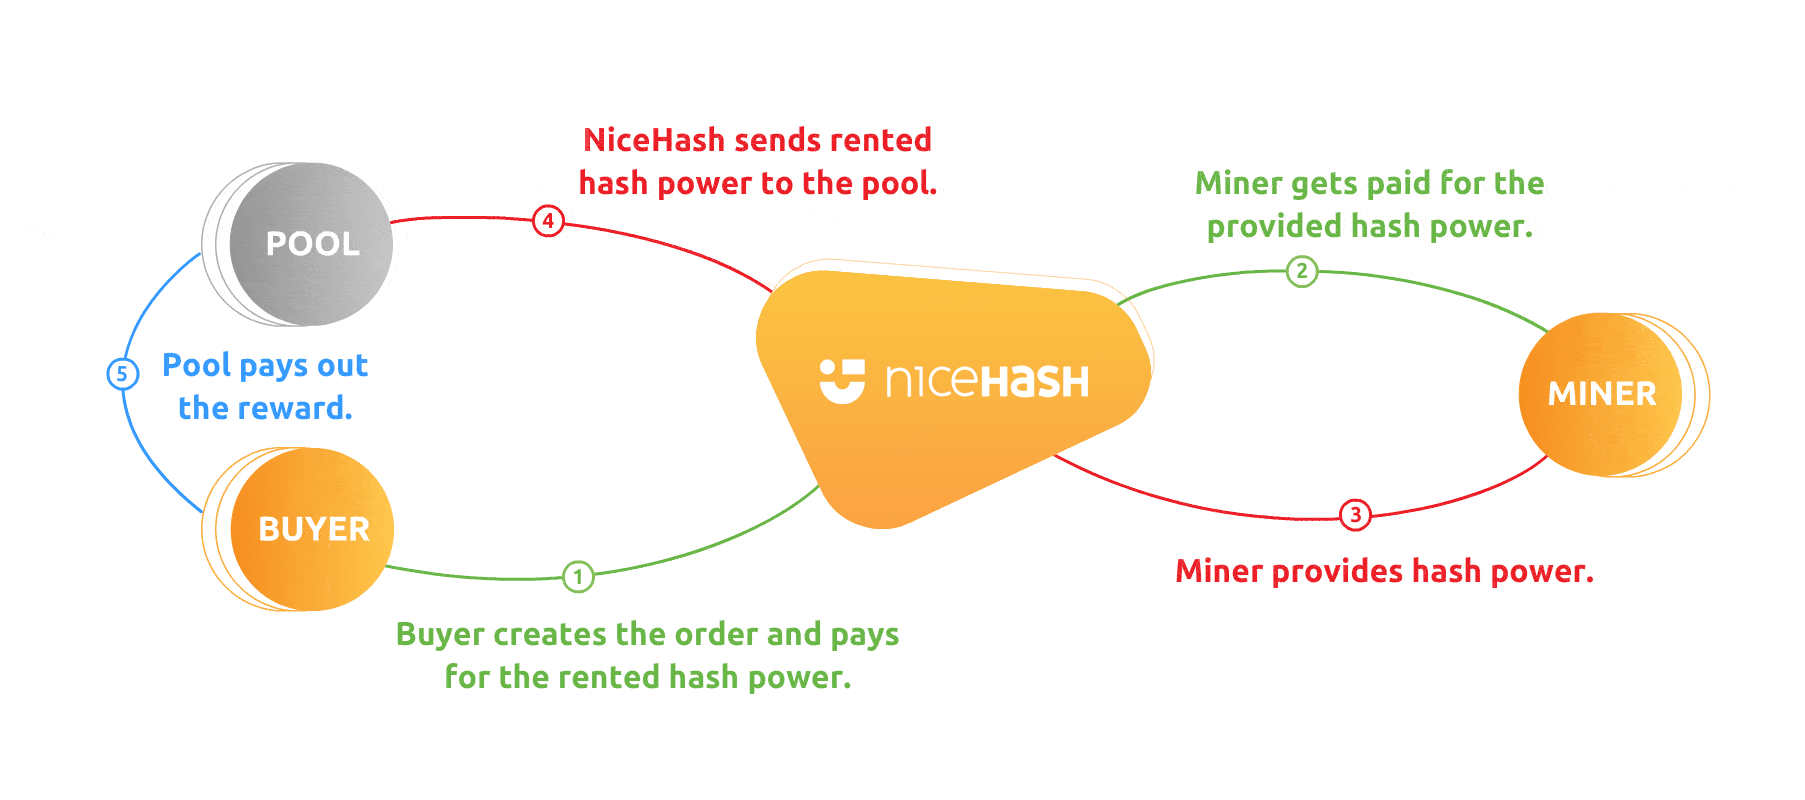 NiceHash sends rented
hash power to the pool.
4
POOL
Miner gets paid for the
provided hash power.
2
5
Pool pays out
the reward.
niceHasH
MINER
BUYER
3
Miner provides hash power.
1
Buyer creates the order and pays
for the rented hash power.